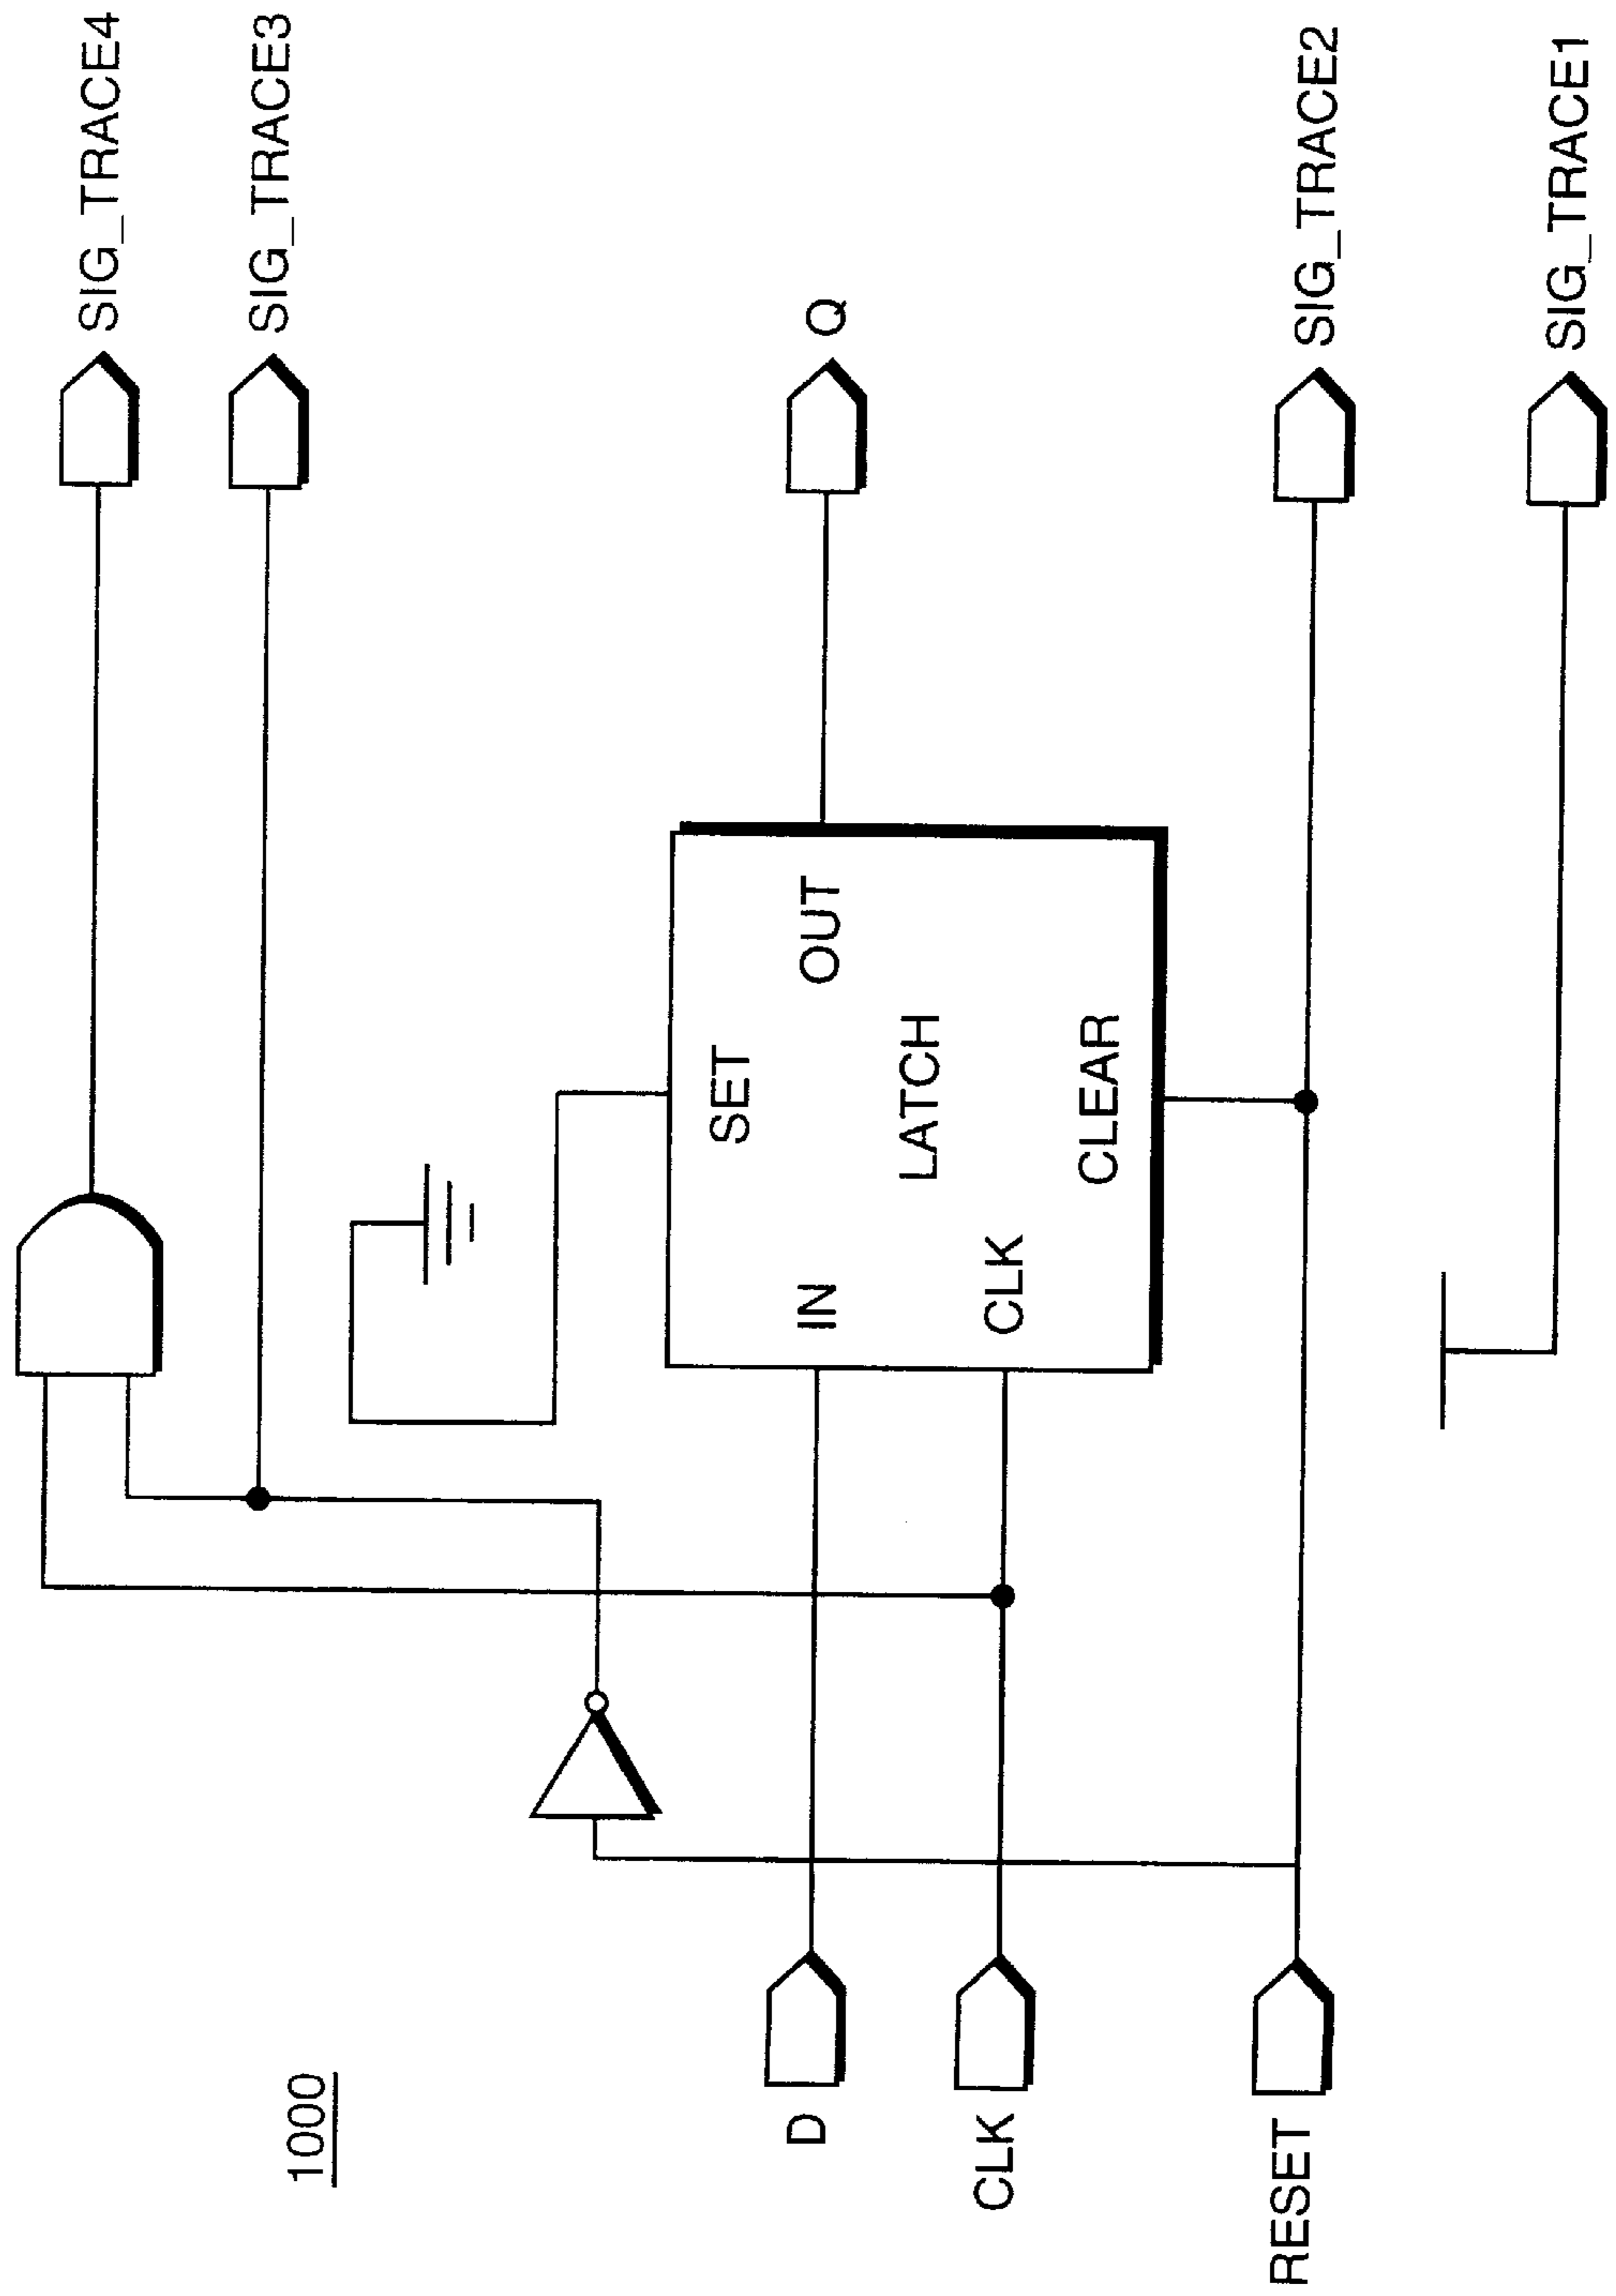 1000
SIG_TRACE4
SIG_TRACE3
SET
D
IN
OUT
Q
LATCH
CLK
CLK
CLEAR
RESET
SIG_TRACE2
SIG_TRACE1